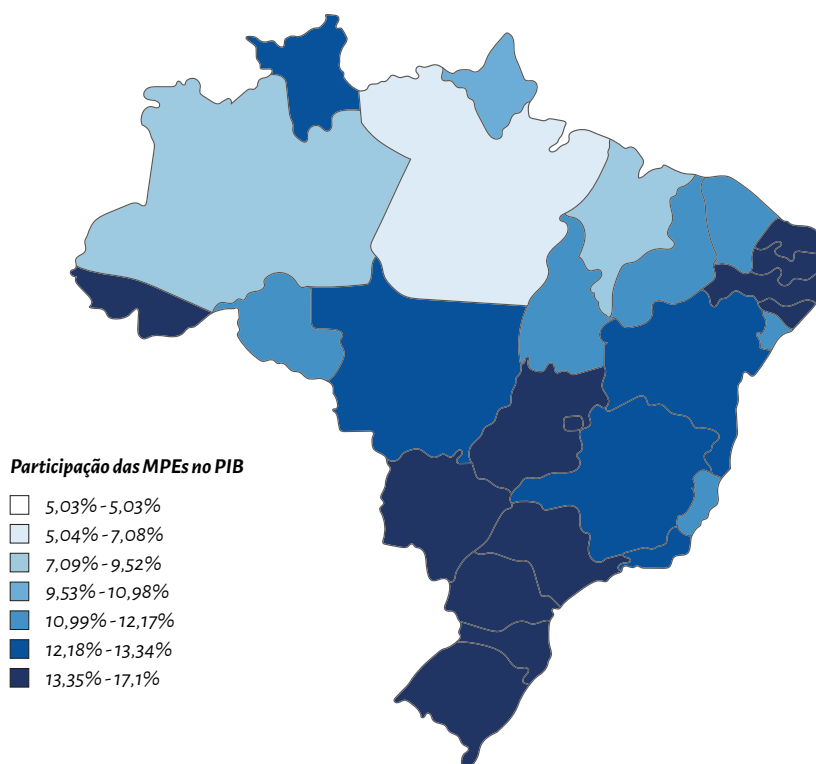 Participação das MPEs no PIB
5,03% - 5,03%
5,04% - 7,08%
7,09% - 9,52%
9,53% - 10,98%
10,99% - 12,17%
12,18% - 13,34%
13,35% - 17,1%